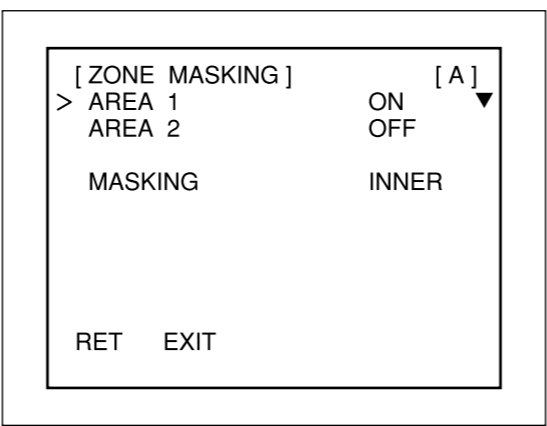 [ ZONE MASKING ] [ A ]
> AREA 1 ON ▼
AREA 2 OFF
MASKING INNER
RET EXIT